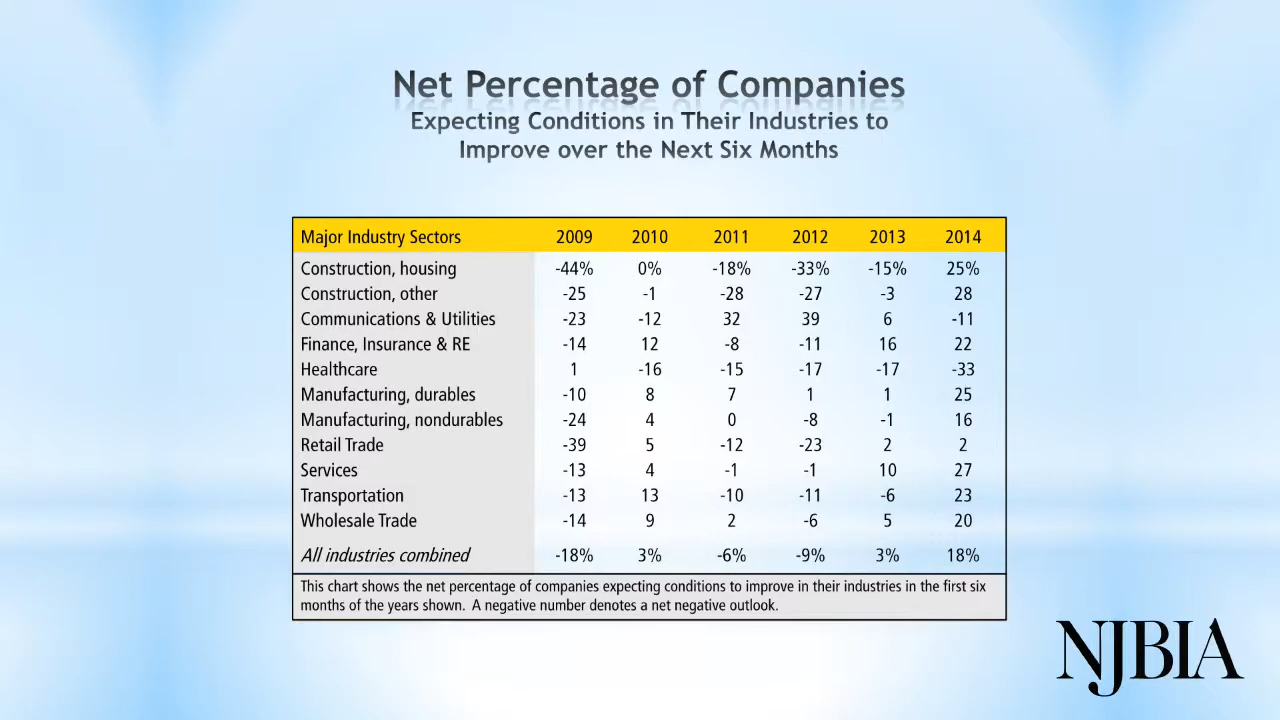 Net Percentage of Companies
Expecting Conditions in Their Industries to
Improve over the Next Six Months
Major Industry Sectors 2009 2010 2011 2012 2013 2014
Construction, housing -44% 0% -18% -33% -15% 25%
Construction, other -25 -1 -28 -27 -3 28
Communications & Utilities -23 -12 32 39 6 -11
Finance, Insurance & RE -14 12 -8 -11 16 22
Healthcare 1 -16 -15 -17 -17 -33
Manufacturing, durables -10 8 7 1 1 25
Manufacturing, nondurables -24 4 0 -8 -1 16
Retail Trade -39 5 -12 -23 2 2
Services -13 4 -1 -1 10 27
Transportation -13 13 -10 -11 -6 23
Wholesale Trade -14 9 2 -6 5 20
All industries combined -18% 3% -6% -9% 3% 18%
This chart shows the net percentage of companies expecting conditions to improve in their industries in the first six
months of the years shown. A negative number denotes a net negative outlook.
NJBIA